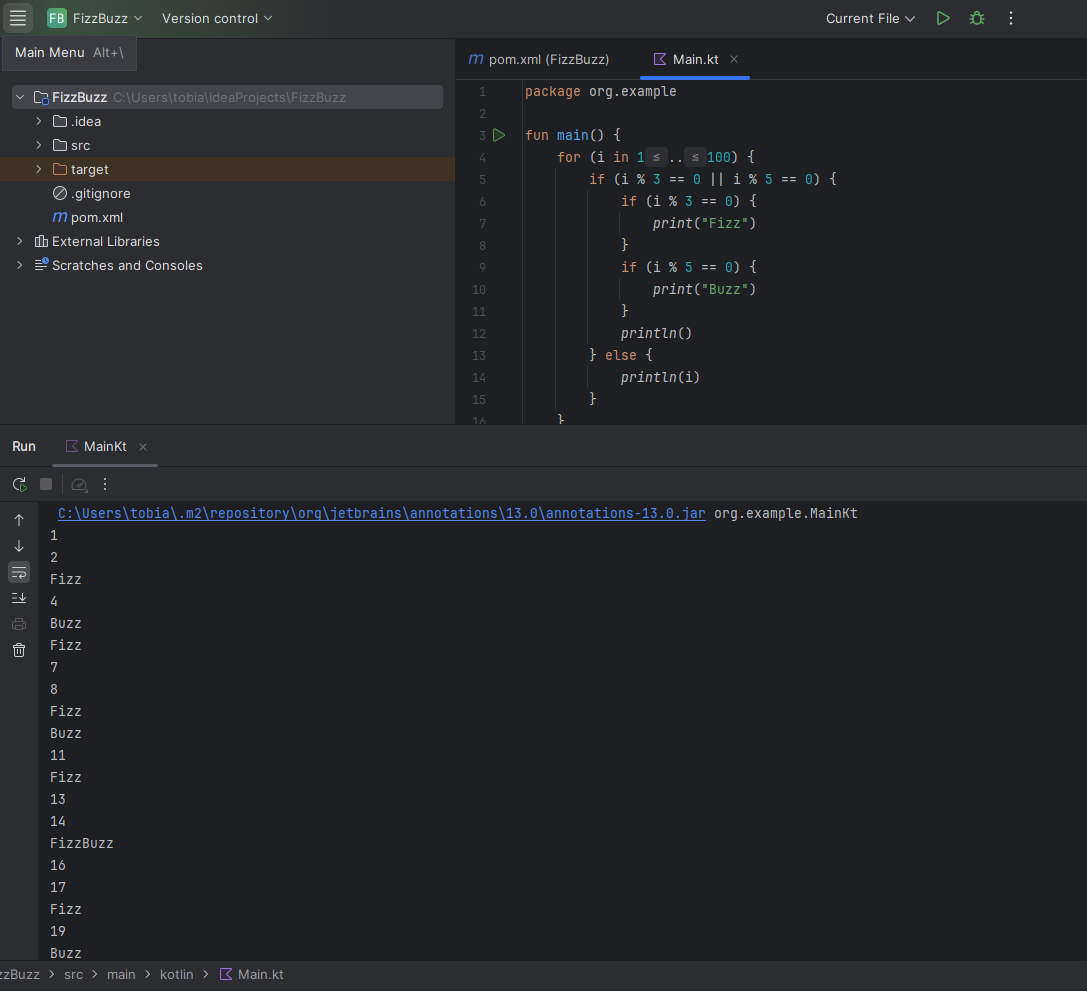 FB FizzBuzz Version control Current File
Main Menu Alt+\
FizzBuzz C:\Users\tobia\IdeaProjects\FizzBuzz
.idea
src
target
.gitignore
m pom.xml
External Libraries
Scratches and Consoles
m pom.xml (FizzBuzz) Main.kt
1 package org.example
2
3 fun main() {
4 for (i in 1 ≤ .. ≤ 100) {
5 if (i % 3 == 0 || i % 5 == 0) {
6 if (i % 3 == 0) {
7 print("Fizz")
8 }
9 if (i % 5 == 0) {
10 print("Buzz")
11 }
12 println()
13 } else {
14 println(i)
15 }
16 }
Run MainKt
C:\Users\tobia\.m2\repository\org\jetbrains\annotations\13.0\annotations-13.0.jar org.example.MainKt
1
2
Fizz
4
Buzz
Fizz
7
8
Fizz
Buzz
11
Fizz
13
14
FizzBuzz
16
17
Fizz
19
Buzz
zzBuzz > src > main > kotlin > Main.kt